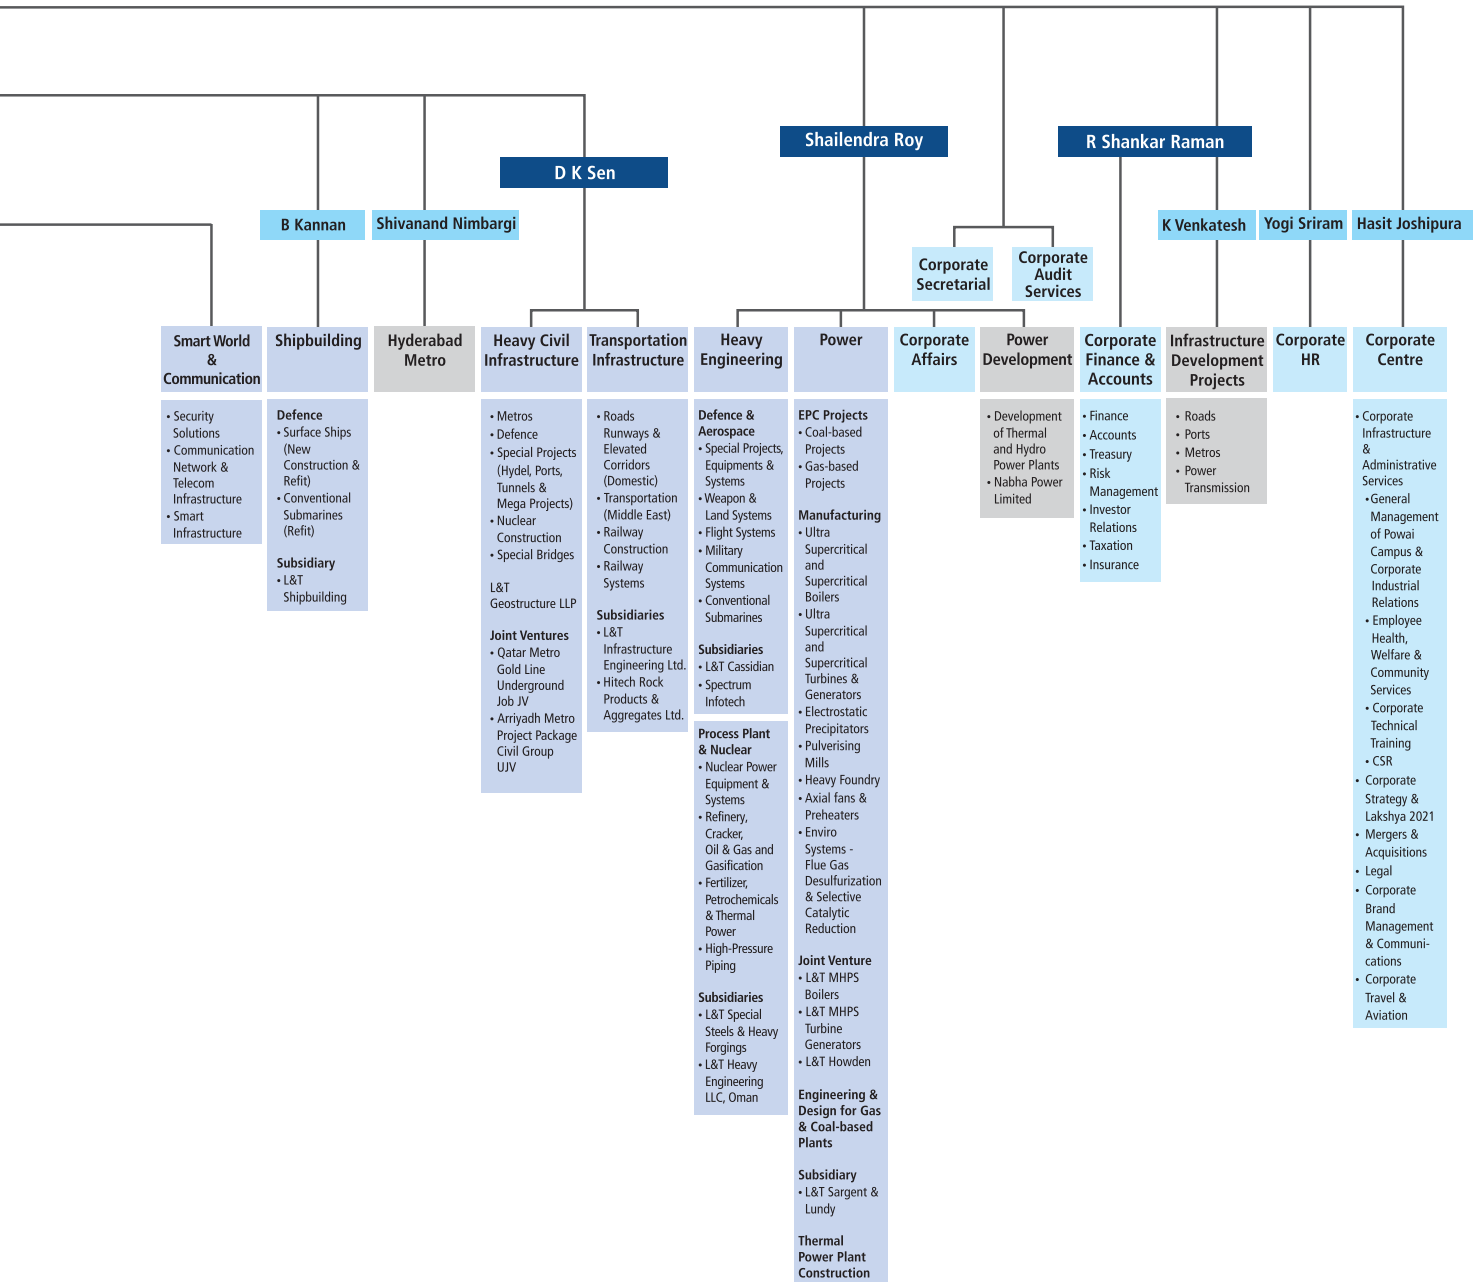 Shailendra Roy
R Shankar Raman
D K Sen
B Kannan
Shivanand Nimbargi
K Venkatesh
Yogi Sriram
Hasit Joshipura
Corporate
Secretarial
Corporate
Audit
Services
Smart World
&
Communication
• Security
Solutions
• Communication
Network &
Telecom
Infrastructure
• Smart
Infrastructure
Shipbuilding
Defence
• Surface Ships
(New
Construction &
Refit)
• Conventional
Submarines
(Refit)
Subsidiary
• L&T
Shipbuilding
Hyderabad
Metro
Heavy Civil
Infrastructure
• Metros
• Defence
• Special Projects
(Hydel, Ports,
Tunnels &
Mega Projects)
• Nuclear
Construction
• Special Bridges
L&T
Geostructure LLP
Joint Ventures
• Qatar Metro
Gold Line
Underground
Job JV
• Arriyadh Metro
Project Package
Civil Group
UJV
Transportation
Infrastructure
• Roads
Runways &
Elevated
Corridors
(Domestic)
• Transportation
(Middle East)
• Railway
Construction
• Railway
Systems
Subsidiaries
• L&T
Infrastructure
Engineering Ltd.
• Hitech Rock
Products &
Aggregates Ltd.
Heavy
Engineering
Defence &
Aerospace
• Special Projects,
Equipments &
Systems
• Weapon &
Land Systems
• Flight Systems
• Military
Communication
Systems
• Conventional
Submarines
Subsidiaries
• L&T Cassidian
• Spectrum
Infotech
Process Plant
& Nuclear
• Nuclear Power
Equipment &
Systems
• Refinery,
Cracker,
Oil & Gas and
Gasification
• Fertilizer,
Petrochemicals
& Thermal
Power
• High-Pressure
Piping
Subsidiaries
• L&T Special
Steels & Heavy
Forgings
• L&T Heavy
Engineering
LLC, Oman
Power
EPC Projects
• Coal-based
Projects
• Gas-based
Projects
Manufacturing
• Ultra
Supercritical
and
Supercritical
Boilers
• Ultra
Supercritical
and
Supercritical
Turbines &
Generators
• Electrostatic
Precipitators
• Pulverising
Mills
• Heavy Foundry
• Axial fans &
Preheaters
• Enviro
Systems -
Flue Gas
Desulfurization
& Selective
Catalytic
Reduction
Joint Venture
• L&T MHPS
Boilers
• L&T MHPS
Turbine
Generators
• L&T Howden
Engineering &
Design for Gas
& Coal-based
Plants
Subsidiary
• L&T Sargent &
Lundy
Thermal
Power Plant
Construction
Corporate
Affairs
Power
Development
• Development
of Thermal
and Hydro
Power Plants
• Nabha Power
Limited
Corporate
Finance &
Accounts
• Finance
• Accounts
• Treasury
• Risk
Management
• Investor
Relations
• Taxation
• Insurance
Infrastructure
Development
Projects
• Roads
• Ports
• Metros
• Power
Transmission
Corporate
HR
Corporate
Centre
• Corporate
Infrastructure
&
Administrative
Services
• General
Management
of Powai
Campus &
Corporate
Industrial
Relations
• Employee
Health,
Welfare &
Community
Services
• Corporate
Technical
Training
• CSR
• Corporate
Strategy &
Lakshya 2021
• Mergers &
Acquisitions
• Legal
• Corporate
Brand
Management
& Communi-
cations
• Corporate
Travel &
Aviation